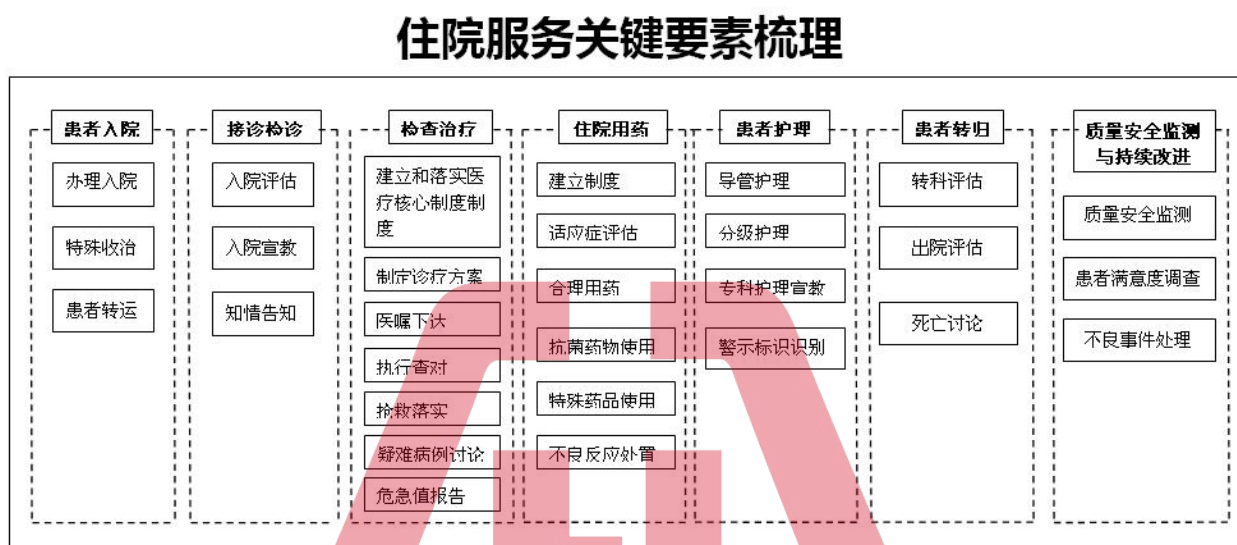 住院服务关键要素梳理
患者入院
办理入院
特殊收治
患者转运
接诊检诊
入院评估
入院宣教
知情告知
检查治疗
建立和落实医
疗核心制度制
度
制定诊疗方案
医嘱下达
执行查对
抢救落实
疑难病例讨论
危急值报告
住院用药
建立制度
适应症评估
合理用药
抗菌药物使用
特殊药品使用
不良反应处置
患者护理
导管护理
分级护理
专科护理宣教
警示标识识别
患者转归
转科评估
出院评估
死亡讨论
质量安全监测
与持续改进
质量安全监测
患者满意度调查
不良事件处理